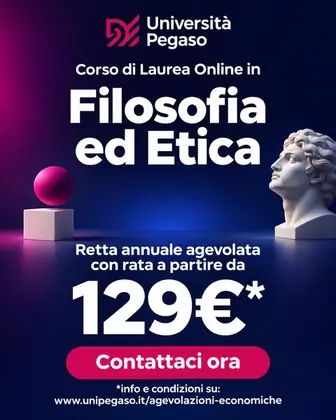 Università
Pegaso
Corso di Laurea Online in
Filosofia
ed Etica
Retta annuale agevolata
con rata a partire da
129€*
Contattaci ora
*info e condizioni su:
www.unipegaso.it/agevolazioni-economiche